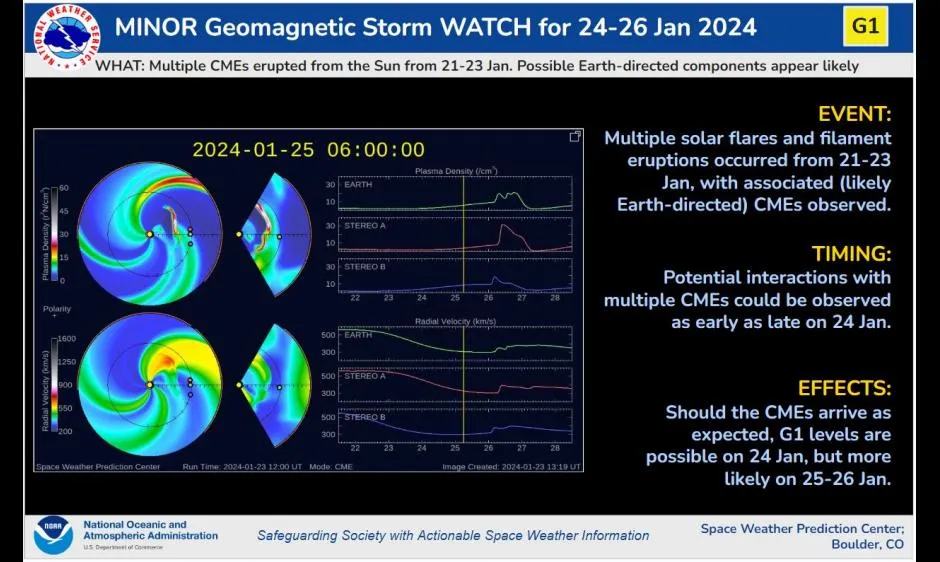 NATIONAL WEATHER SERVICE
MINOR Geomagnetic Storm WATCH for 24-26 Jan 2024
G1
WHAT: Multiple CMEs erupted from the Sun from 21-23 Jan. Possible Earth-directed components appear likely
2024-01-25 06:00:00
Plasma Density (r²N/cm³)
60
45
30
15
0
Plasma Density (/cm³)
EARTH
30
10
STEREO A
30
10
STEREO B
30
10
22 23 24 25 26 27 28
Polarity
+
-
Radial Velocity (km/s)
1600
1250
900
550
200
Radial Velocity (km/s)
EARTH
500
300
STEREO A
500
300
STEREO B
500
300
22 23 24 25 26 27 28
Space Weather Prediction Center Run Time: 2024-01-23 12:00 UT Mode: CME Image Created: 2024-01-23 13:19 UT
EVENT:
Multiple solar flares and filament
eruptions occurred from 21-23
Jan, with associated (likely
Earth-directed) CMEs observed.
TIMING:
Potential interactions with
multiple CMEs could be observed
as early as late on 24 Jan.
EFFECTS:
Should the CMEs arrive as
expected, G1 levels are
possible on 24 Jan, but more
likely on 25-26 Jan.
NOAA
National Oceanic and
Atmospheric Administration
U.S. Department of Commerce
Safeguarding Society with Actionable Space Weather Information
Space Weather Prediction Center;
Boulder, CO